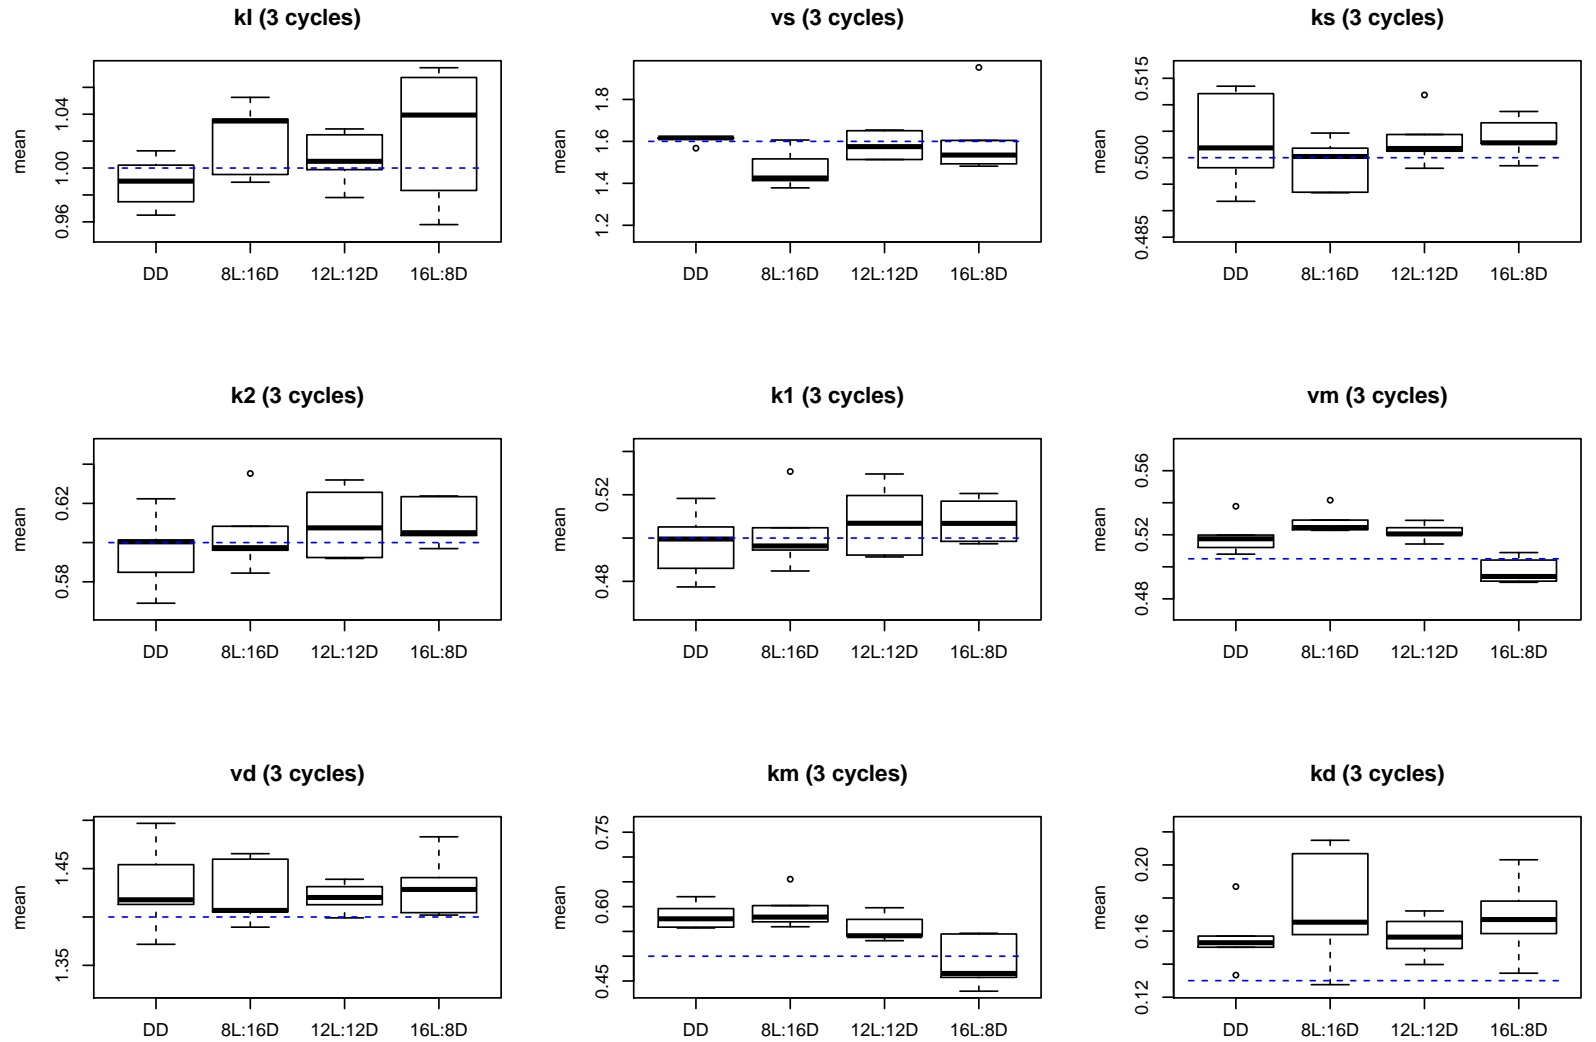 kl (3 cycles)
mean
0.96
1.00
1.04
DD
8L:16D
12L:12D
16L:8D
vs (3 cycles)
mean
1.2
1.4
1.6
1.8
DD
8L:16D
12L:12D
16L:8D
ks (3 cycles)
mean
0.485
0.500
0.515
DD
8L:16D
12L:12D
16L:8D
k2 (3 cycles)
mean
0.58
0.62
DD
8L:16D
12L:12D
16L:8D
k1 (3 cycles)
mean
0.48
0.52
DD
8L:16D
12L:12D
16L:8D
vm (3 cycles)
mean
0.48
0.52
0.56
DD
8L:16D
12L:12D
16L:8D
vd (3 cycles)
mean
1.35
1.45
DD
8L:16D
12L:12D
16L:8D
km (3 cycles)
mean
0.45
0.60
0.75
DD
8L:16D
12L:12D
16L:8D
kd (3 cycles)
mean
0.12
0.16
0.20
DD
8L:16D
12L:12D
16L:8D